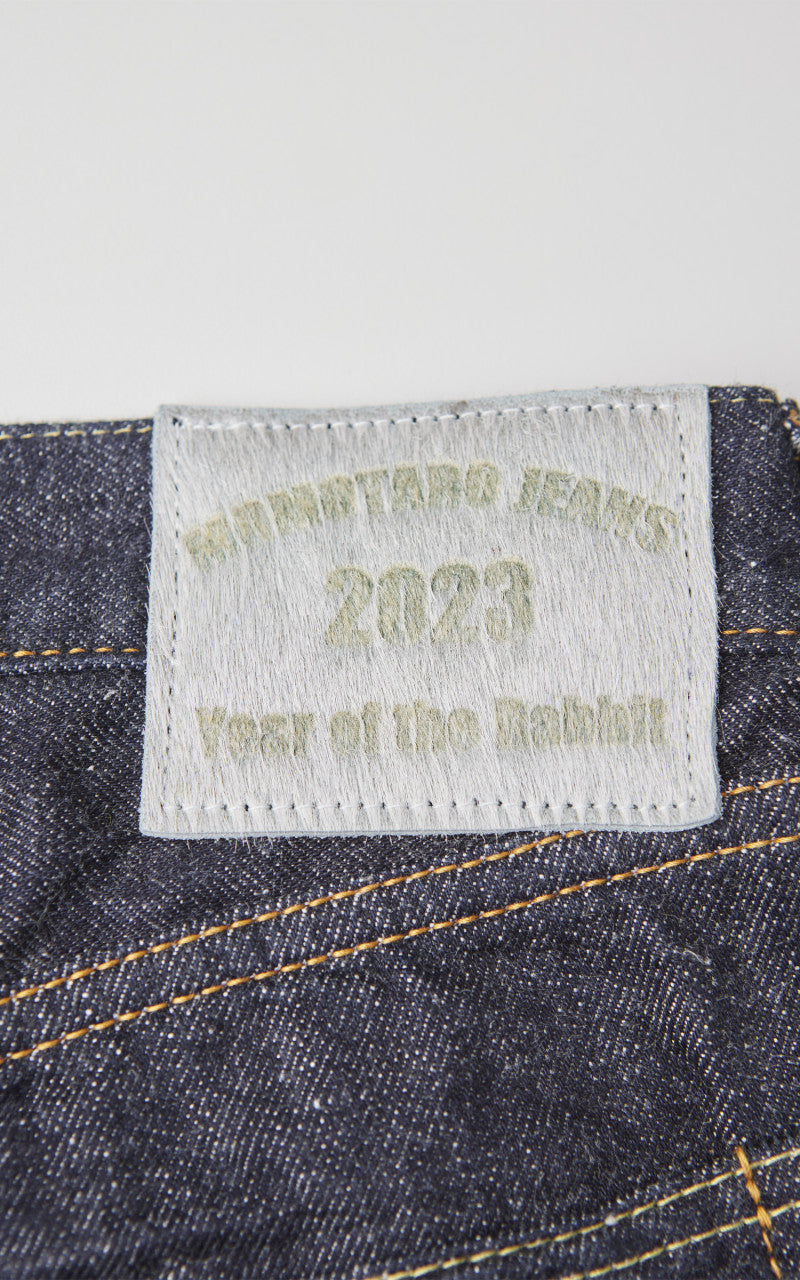 MOMOTARO JEANS
2023
Year of the Rabbit